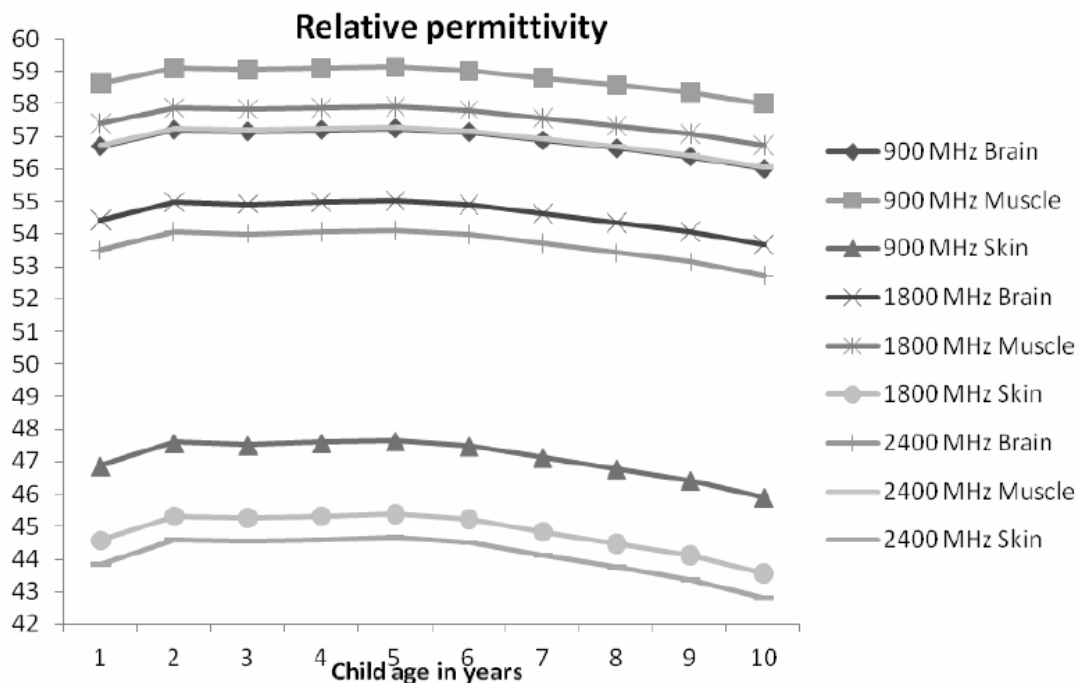 Relative permittivity
60
59
58
57
56
55
54
53
52
51
50
49
48
47
46
45
44
43
42
1 2 3 4 5 6 7 8 9 10
Child age in years
900 MHz Brain
900 MHz Muscle
900 MHz Skin
1800 MHz Brain
1800 MHz Muscle
1800 MHz Skin
2400 MHz Brain
2400 MHz Muscle
2400 MHz Skin